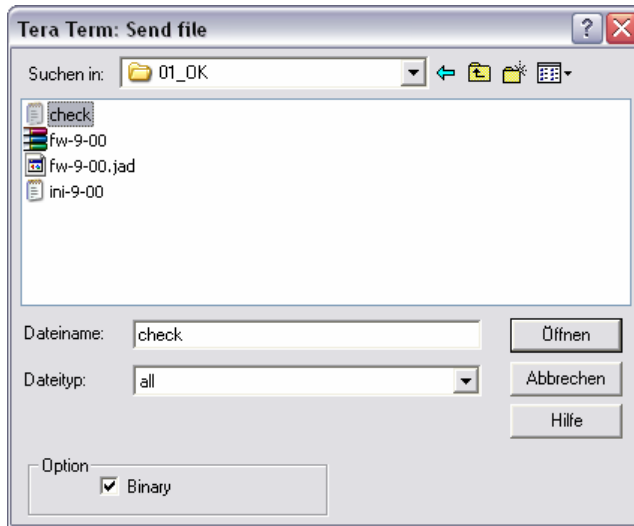 Tera Term: Send file
Suchen in: 01_OK
check
fw-9-00
fw-9-00.jad
ini-9-00
Dateiname: check Öffnen
Dateityp: all Abbrechen
Hilfe
Option
Binary